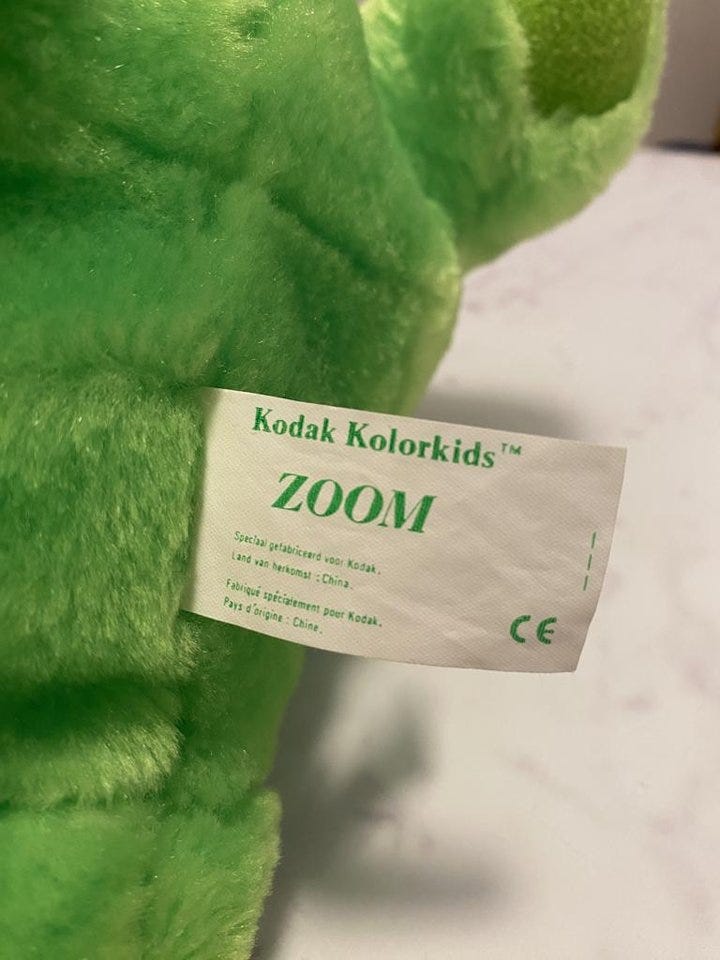 Kodak Kolorkids™
ZOOM
Speciaal gefabriceerd voor Kodak.
Land van herkomst : China.
Fabriqué spécialement pour Kodak.
Pays d'origine : Chine.
CE